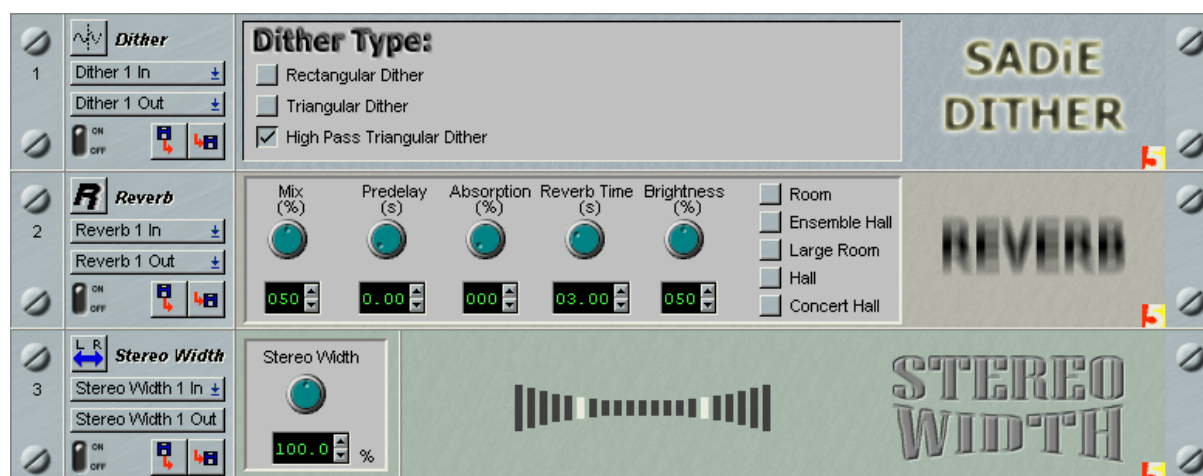 Dither
Dither 1 In
Dither 1 Out
ON
OFF
1
Dither Type:
Rectangular Dither
Triangular Dither
High Pass Triangular Dither
SADiE
DITHER
5
Reverb
Reverb 1 In
Reverb 1 Out
ON
OFF
2
Mix
(%)
050
Predelay
(s)
0.00
Absorption
(%)
000
Reverb Time
(s)
03.00
Brightness
(%)
050
Room
Ensemble Hall
Large Room
Hall
Concert Hall
REVERB
5
L R
Stereo Width
Stereo Width 1 In
Stereo Width 1 Out
ON
OFF
3
Stereo Width
100.0 %
STEREO
WIDTH
5